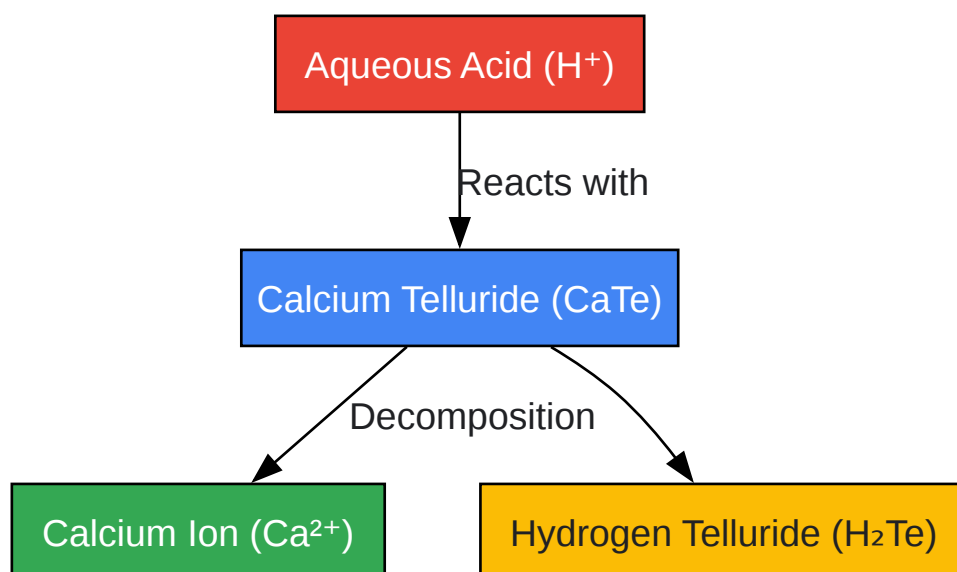 Aqueous Acid (H⁺)
Reacts with
Calcium Telluride (CaTe)
Decomposition
Calcium Ion (Ca²⁺)
Hydrogen Telluride (H₂Te)